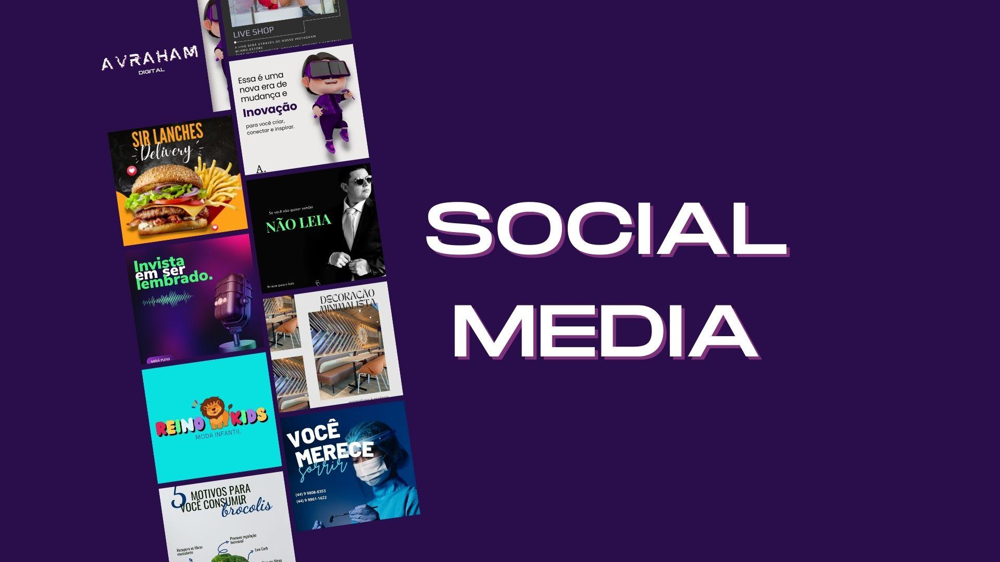 AVRAHAM
DIGITAL
LIVE SHOP
A LIVE SERÁ ATRAVÉS DO NOSSO INSTAGRAM
@LAMO.BSTORE
Essa é uma
nova era de
mudança e
Inovação
para você criar,
conectar e inspirar.
A.
SIR LANCHES
Delivery
Se você não quiser vender
NÃO LEIA
Arraste para o lado
Invista
em ser
lembrado.
MIRIÃ PLENS
DECORAÇÃO
MINIMALISTA
minimalismo é essência
REINO KIDS
MODA INFANTIL
VOCÊ
MERECE
sorrir
(44) 9 9808-8353
(44) 9 9861-1622
5 MOTIVOS PARA
VOCÊ CONSUMIR
brocolis
Promove regulação
hormonal
Recupera as fibras
musculares
Low Carb
SOCIAL
MEDIA